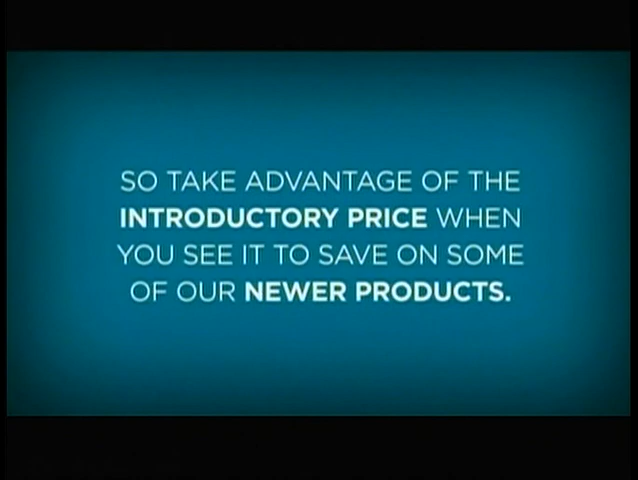 SO TAKE ADVANTAGE OF THE
INTRODUCTORY PRICE WHEN
YOU SEE IT TO SAVE ON SOME
OF OUR NEWER PRODUCTS.